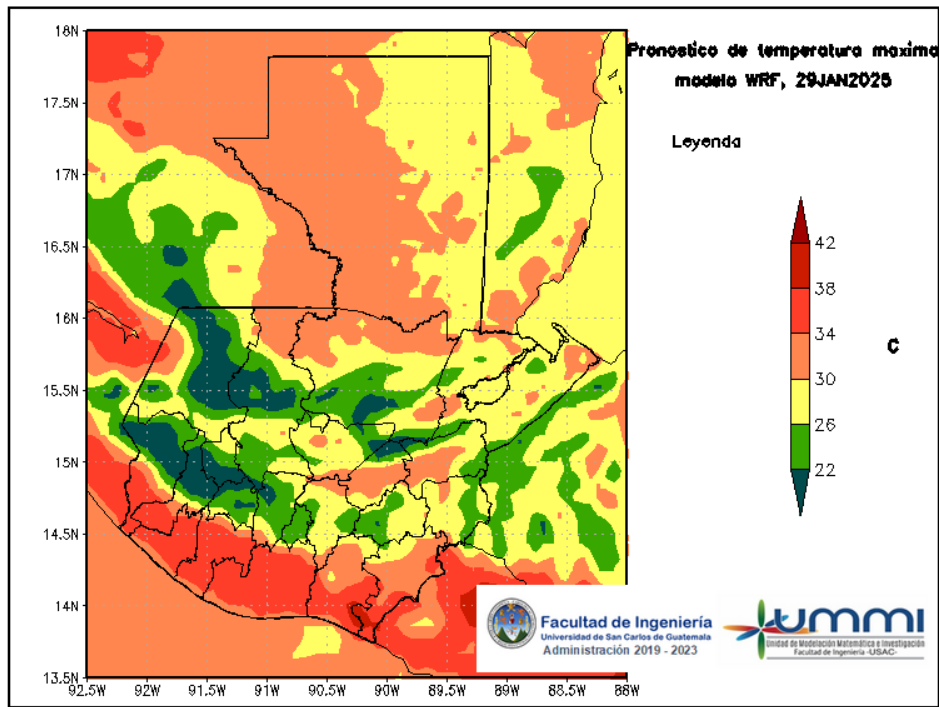 Pronostico de temperatura maxima
modelo WRF, 29JAN2025
Leyenda
42
38
34
30
26
22
C
18N
17.5N
17N
16.5N
16N
15.5N
15N
14.5N
14N
13.5N
92.5W 92W 91.5W 91W 90.5W 90W 89.5W 89W 88.5W 88W
Facultad de Ingeniería
Universidad de San Carlos de Guatemala
Administración 2019 - 2023
ummi
Unidad de Modelación Matemática e Investigación
Facultad de Ingeniería -USAC-